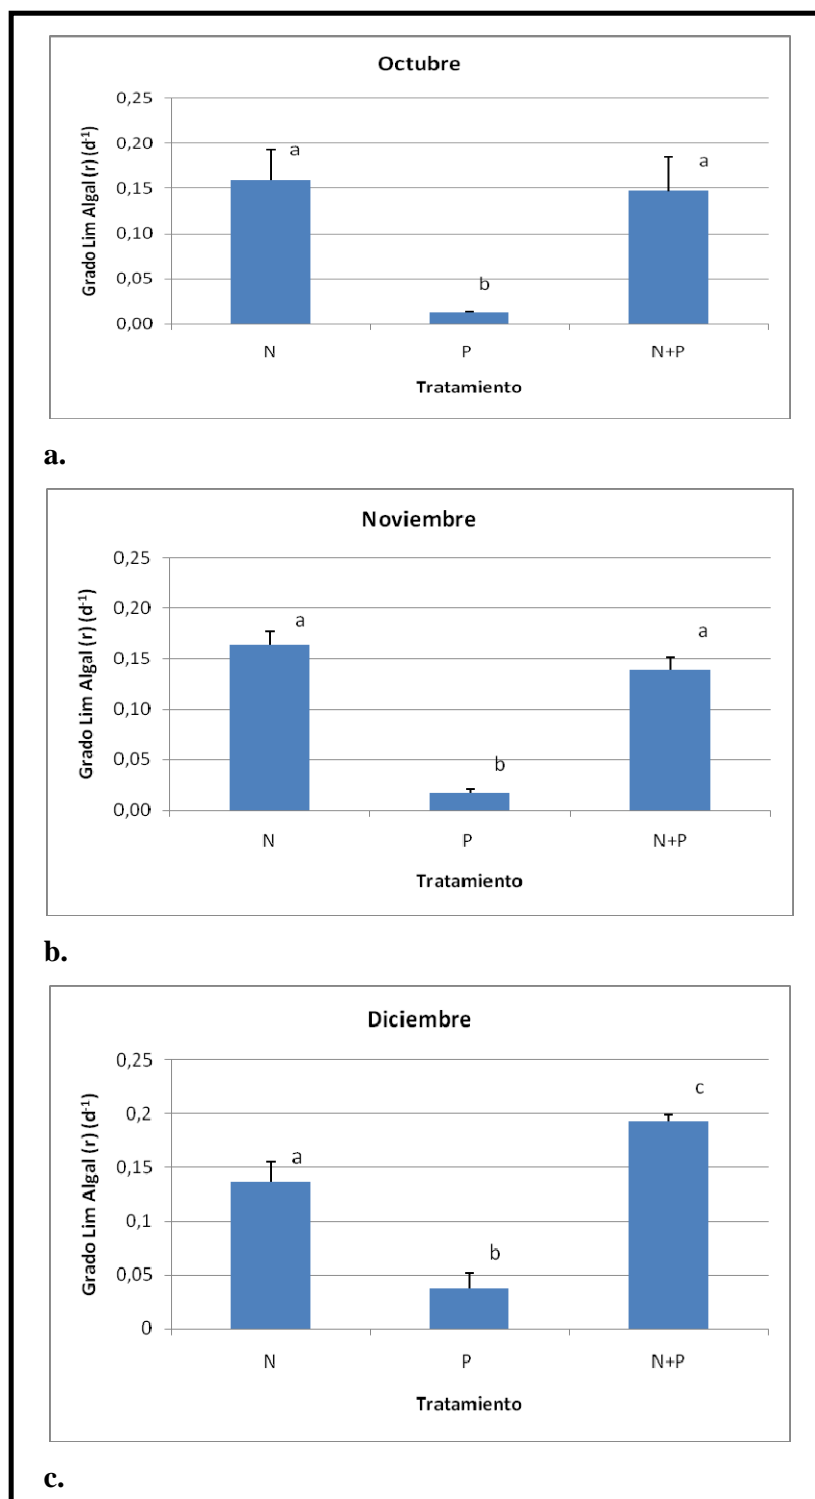 Octubre
Grado Lim Algal (r) (d-1)
0,25
0,20
0,15
0,10
0,05
0,00
a
b
a
N P N+P
Tratamiento
a.
Noviembre
Grado Lim Algal (r) (d-1)
0,25
0,20
0,15
0,10
0,05
0,00
a
b
a
N P N+P
Tratamiento
b.
Diciembre
Grado Lim Algal (r) (d-1)
0,25
0,2
0,15
0,1
0,05
0
a
b
c
N P N+P
Tratamiento
c.